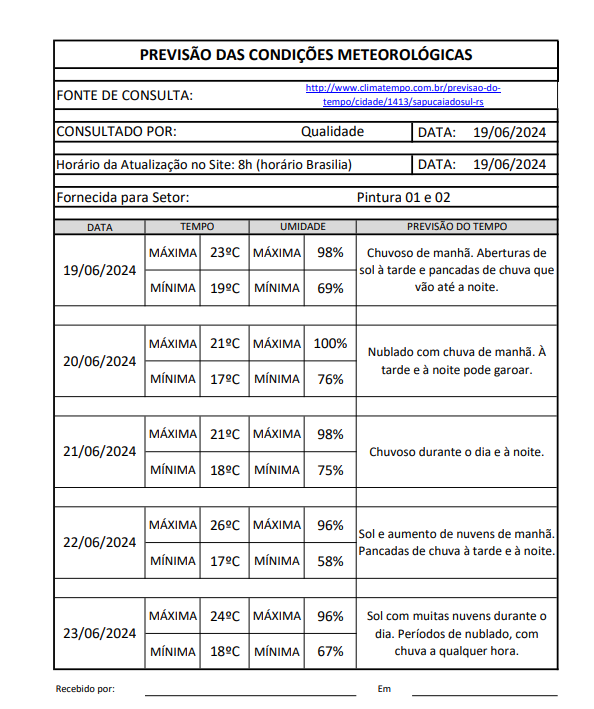 PREVISÃO DAS CONDIÇÕES METEOROLÓGICAS
FONTE DE CONSULTA:
http://www.climatempo.com.br/previsao-do-
tempo/cidade/1413/sapucaiadosul-rs
CONSULTADO POR: Qualidade DATA: 19/06/2024
Horário da Atualização no Site: 8h (horário Brasilia) DATA: 19/06/2024
Fornecida para Setor: Pintura 01 e 02
DATA TEMPO UMIDADE PREVISÃO DO TEMPO
19/06/2024
MÁXIMA 23ºC MÁXIMA 98%
MÍNIMA 19ºC MÍNIMA 69%
Chuvoso de manhã. Aberturas de
sol à tarde e pancadas de chuva que
vão até a noite.
20/06/2024
MÁXIMA 21ºC MÁXIMA 100%
MÍNIMA 17ºC MÍNIMA 76%
Nublado com chuva de manhã. À
tarde e à noite pode garoar.
21/06/2024
MÁXIMA 21ºC MÁXIMA 98%
MÍNIMA 18ºC MÍNIMA 75%
Chuvoso durante o dia e à noite.
22/06/2024
MÁXIMA 26ºC MÁXIMA 96%
MÍNIMA 17ºC MÍNIMA 58%
Sol e aumento de nuvens de manhã.
Pancadas de chuva à tarde e à noite.
23/06/2024
MÁXIMA 24ºC MÁXIMA 96%
MÍNIMA 18ºC MÍNIMA 67%
Sol com muitas nuvens durante o
dia. Períodos de nublado, com
chuva a qualquer hora.
Recebido por: Em